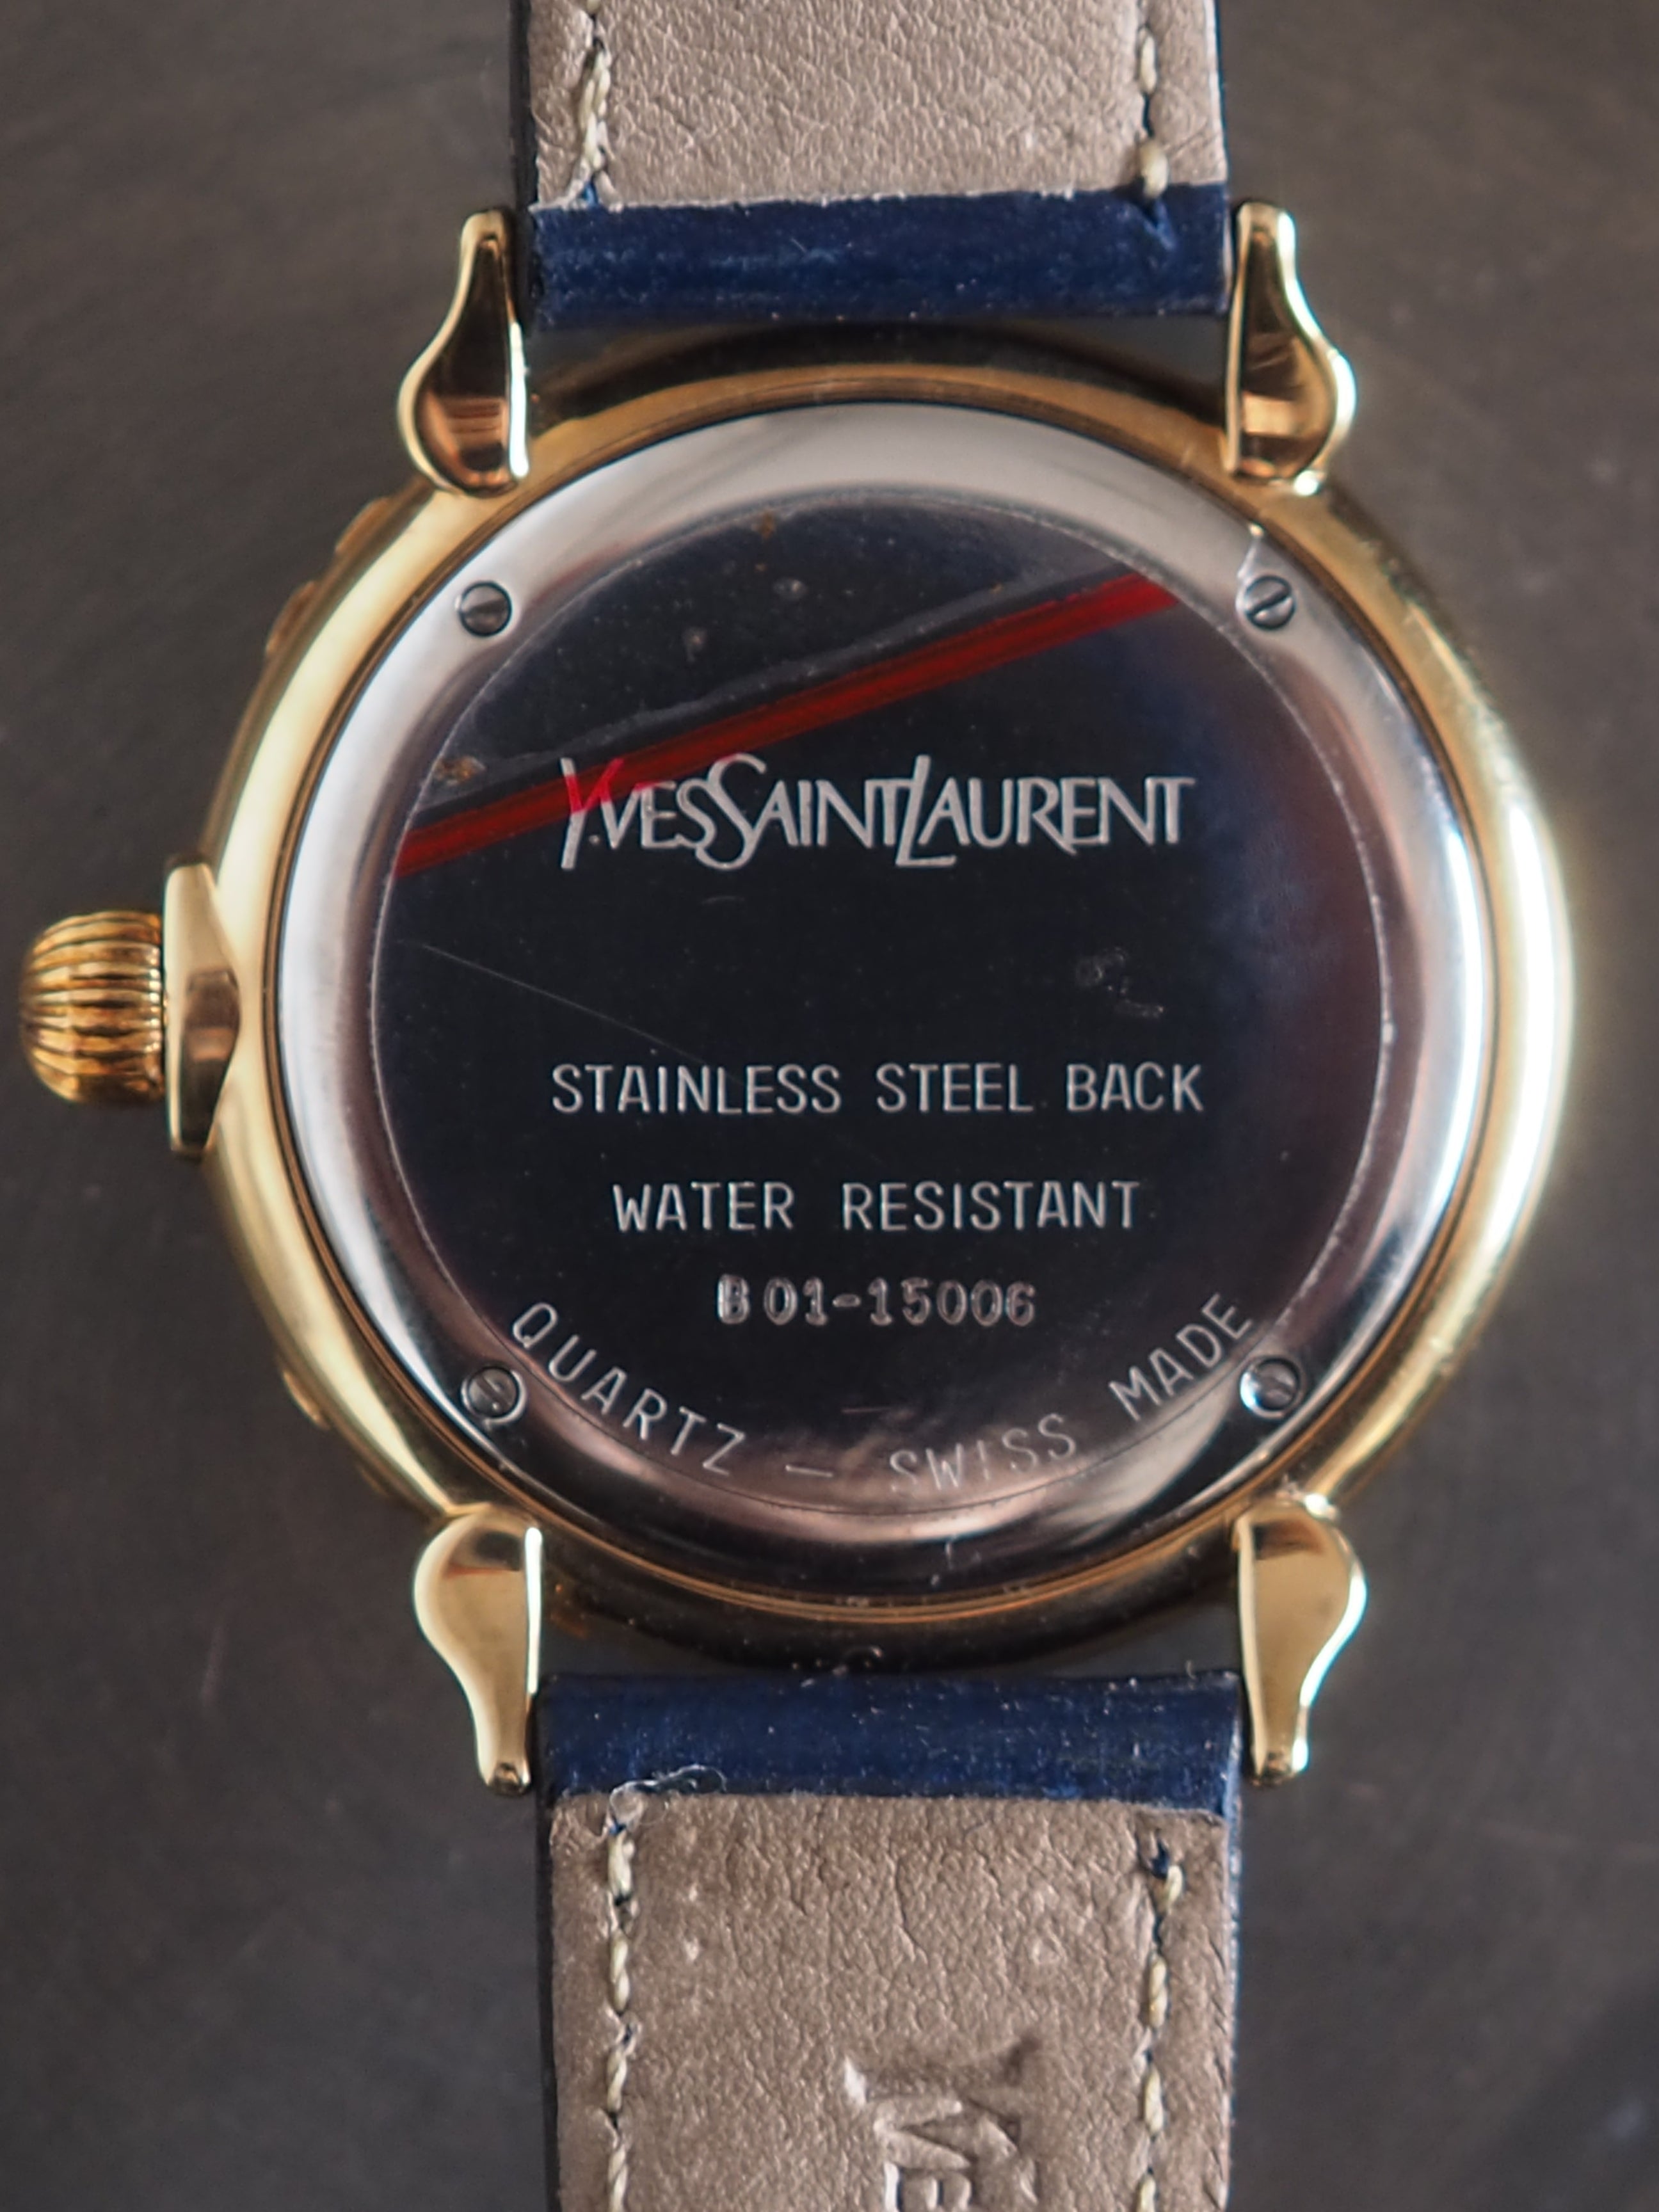 YVESSAINTLAURENT
STAINLESS STEEL BACK
WATER RESISTANT
B01-15006
QUARTZ - SWISS MADE